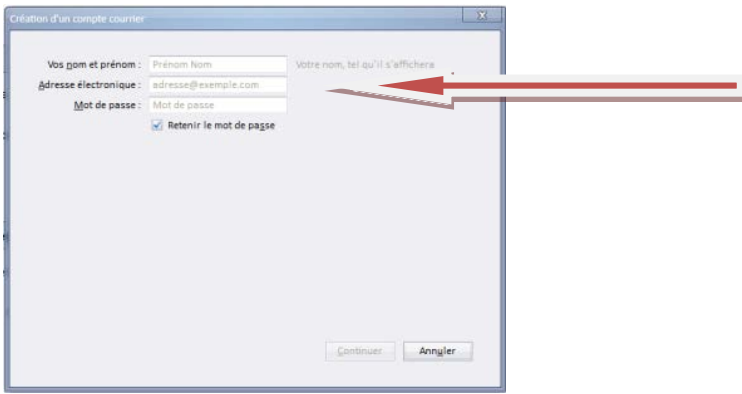 Création d'un compte courrier
Vos nom et prénom : Prénom Nom Votre nom, tel qu'il s'affichera
Adresse électronique : adresse@exemple.com
Mot de passe : Mot de passe
Retenir le mot de passe
Continuer Annuler